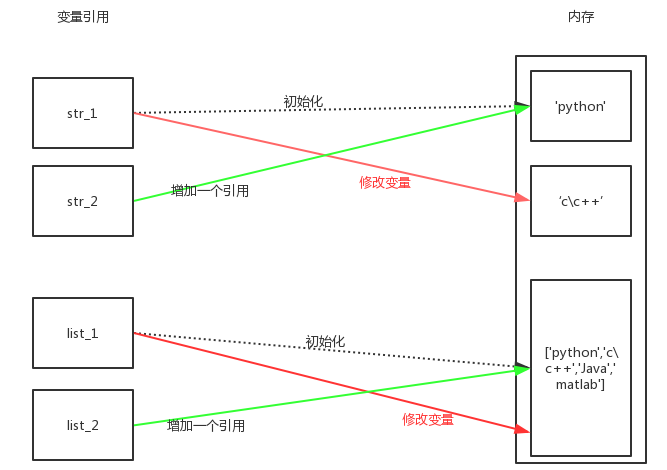 变量引用
内存
str_1
初始化
'python'
str_2
增加一个引用
修改变量
‘c\c++’
list_1
初始化
['python','c\
c++','Java','
matlab']
list_2
增加一个引用
修改变量